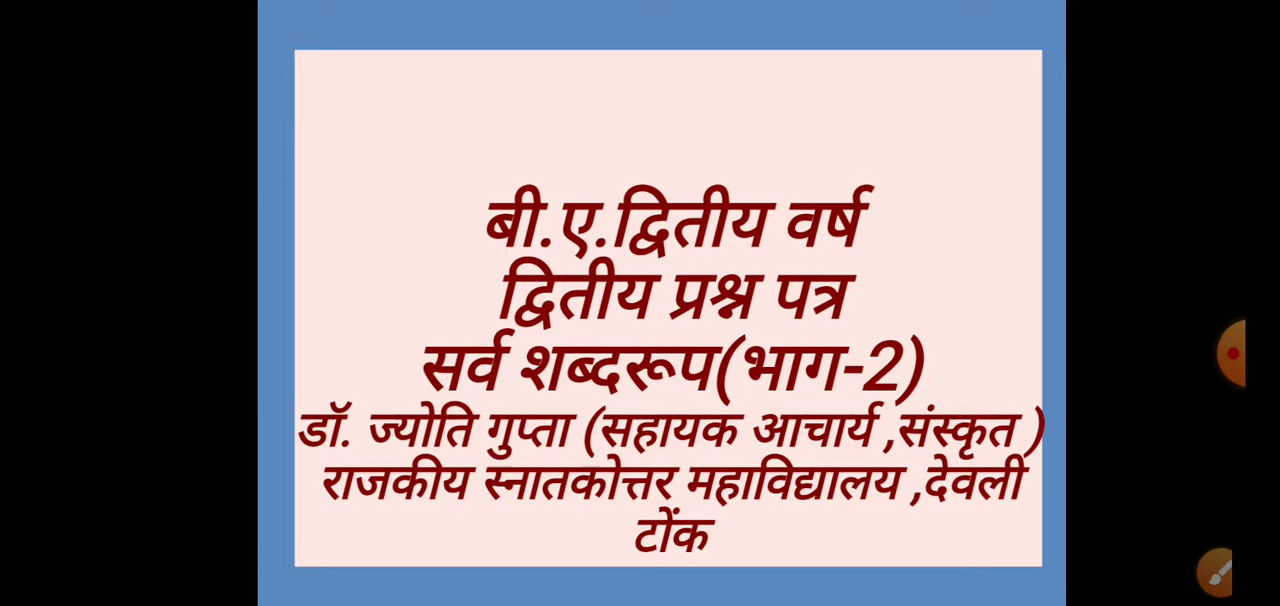 बी.ए.द्वितीय वर्ष
द्वितीय प्रश्न पत्र
सर्व शब्दरूप(भाग-2)
डॉ. ज्योति गुप्ता (सहायक आचार्य ,संस्कृत )
राजकीय स्नातकोत्तर महाविद्यालय ,देवली
टोंक